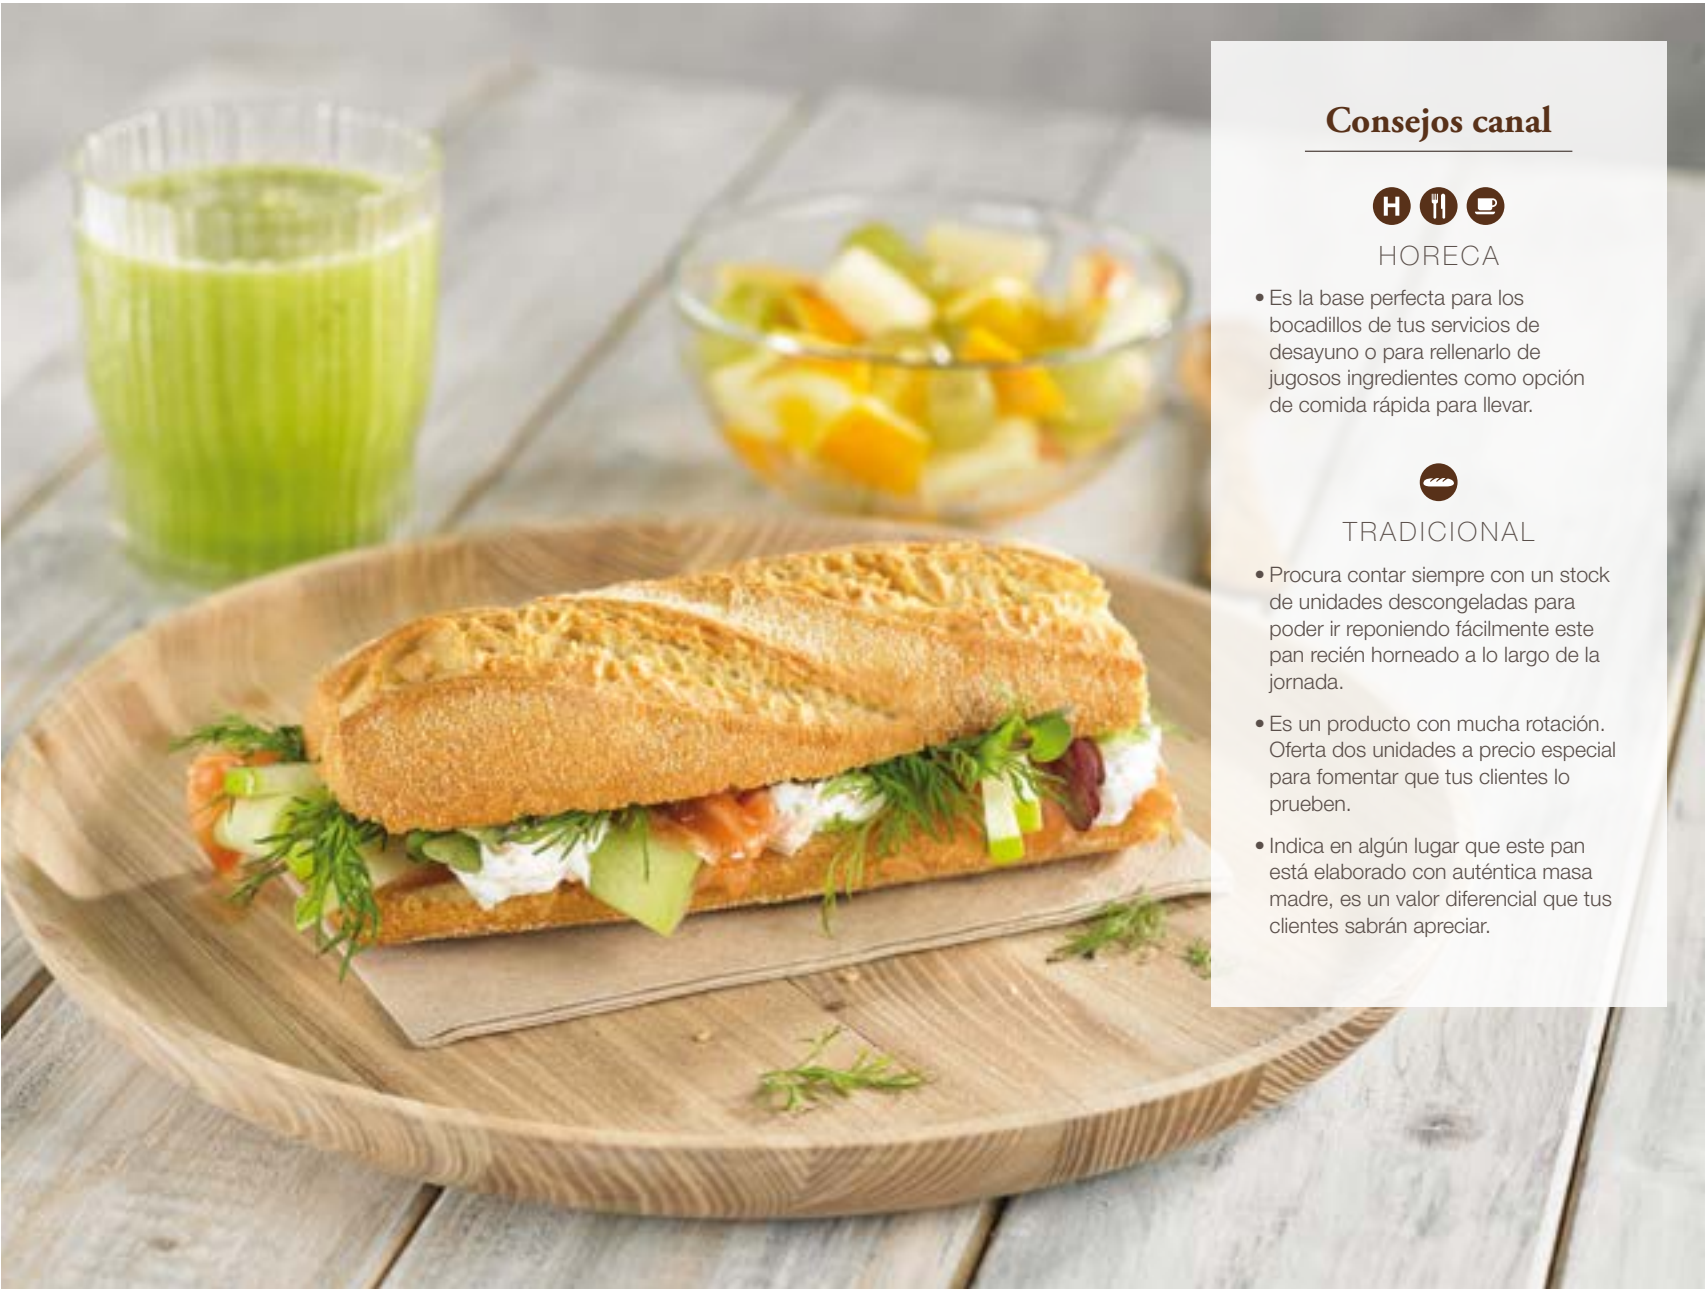 Consejos canal
H
HORECA
• Es la base perfecta para los
bocadillos de tus servicios de
desayuno o para rellenarlo de
jugosos ingredientes como opción
de comida rápida para llevar.
TRADICIONAL
• Procura contar siempre con un stock
de unidades descongeladas para
poder ir reponiendo fácilmente este
pan recién horneado a lo largo de la
jornada.
• Es un producto con mucha rotación.
Oferta dos unidades a precio especial
para fomentar que tus clientes lo
prueben.
• Indica en algún lugar que este pan
está elaborado con auténtica masa
madre, es un valor diferencial que tus
clientes sabrán apreciar.